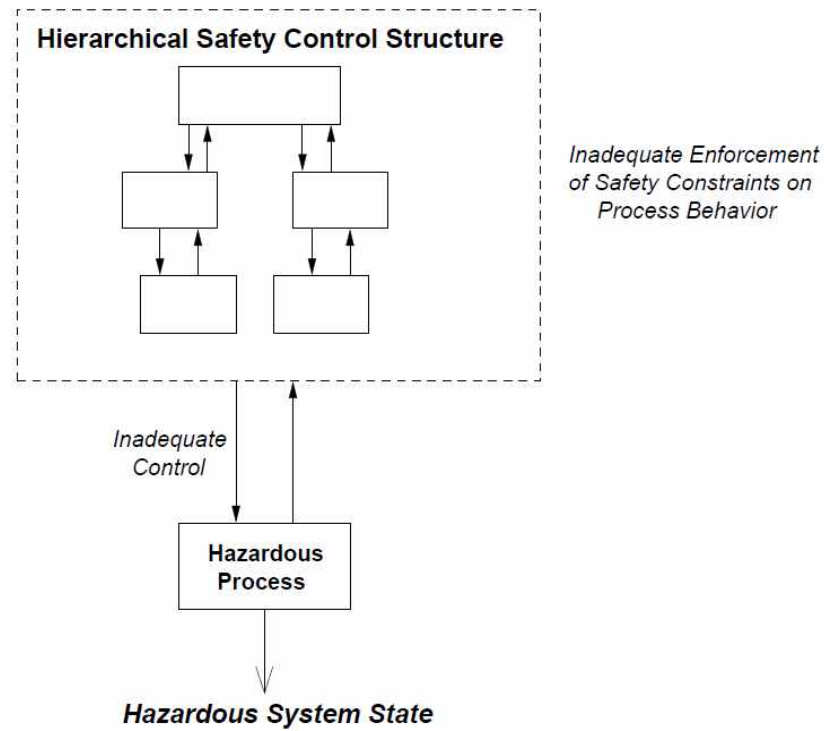 Hierarchical Safety Control Structure
Inadequate Enforcement
of Safety Constraints on
Process Behavior
Inadequate
Control
Hazardous
Process
Hazardous System State